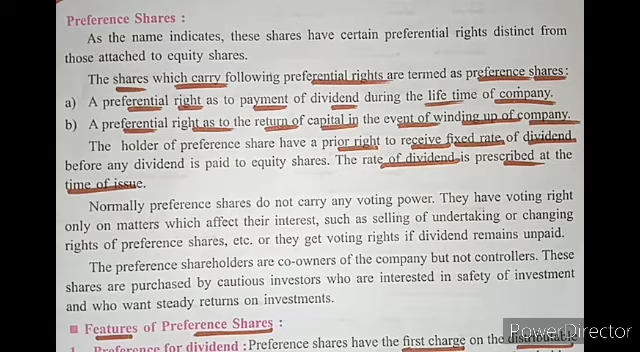 Preference Shares :
As the name indicates, these shares have certain preferential rights distinct from
those attached to equity shares.
The shares which carry following preferential rights are termed as preference shares:
a) A preferential right as to payment of dividend during the life time of company.
b) A preferential right as to the return of capital in the event of winding up of company.
The holder of preference share have a prior right to receive fixed rate of dividend
before any dividend is paid to equity shares. The rate of dividend is prescribed at the
time of issue.
Normally preference shares do not carry any voting power. They have voting right
only on matters which affect their interest, such as selling of undertaking or changing
rights of preference shares, etc. or they get voting rights if dividend remains unpaid.
The preference shareholders are co-owners of the company but not controllers. These
shares are purchased by cautious investors who are interested in safety of investment
and who want steady returns on investments.
■ Features of Preference Shares :
1. Preference for dividend : Preference shares have the first charge on the distributable
PowerDirector